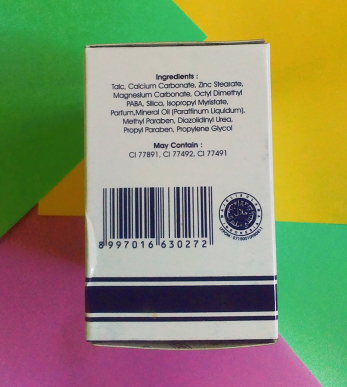 Ingredients :
Talc, Calcium Carbonate, Zinc Stearate,
Magnesium Carbonate, Octyl Dimethyl
PABA, Silica, Isopropyl Myristate,
Parfum,Mineral Oil (Paraffinum Liquidum),
Methyl Paraben, Diazolidinyl Urea,
Propyl Paraben, Propylene Glycol
May Contain :
CI 77891, CI 77492, CI 77491
8 997016 630272